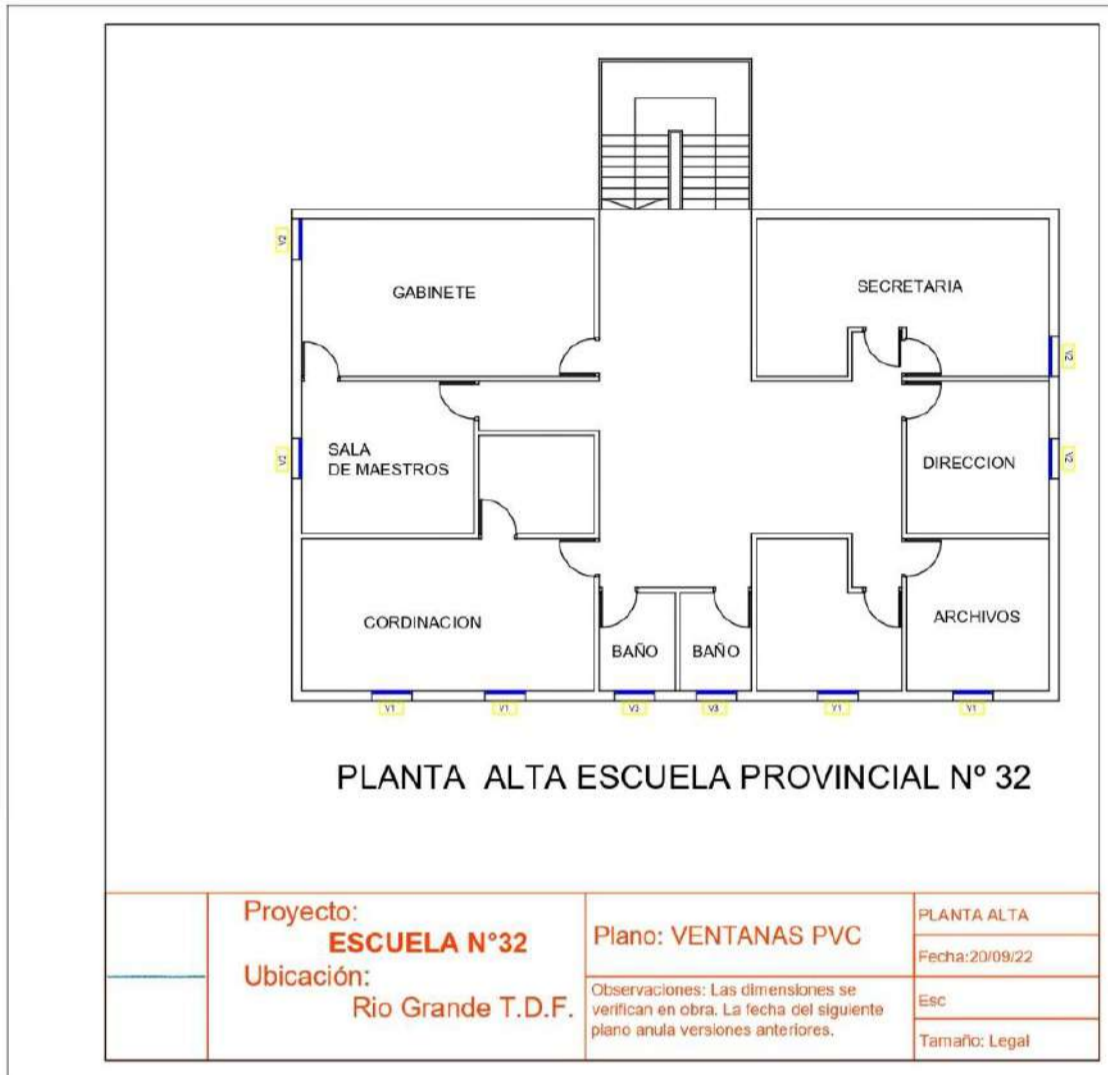 V2
GABINETE
SECRETARIA
V2
SALA
DE MAESTROS
V2
DIRECCION
V2
CORDINACION
BAÑO
BAÑO
ARCHIVOS
V1
V1
V3
V3
V1
V1
PLANTA ALTA ESCUELA PROVINCIAL Nº 32
Proyecto:
ESCUELA N°32
Ubicación:
Rio Grande T.D.F.
Plano: VENTANAS PVC
Observaciones: Las dimensiones se
verifican en obra. La fecha del siguiente
plano anula versiones anteriores.
PLANTA ALTA
Fecha:20/09/22
Esc
Tamaño: Legal